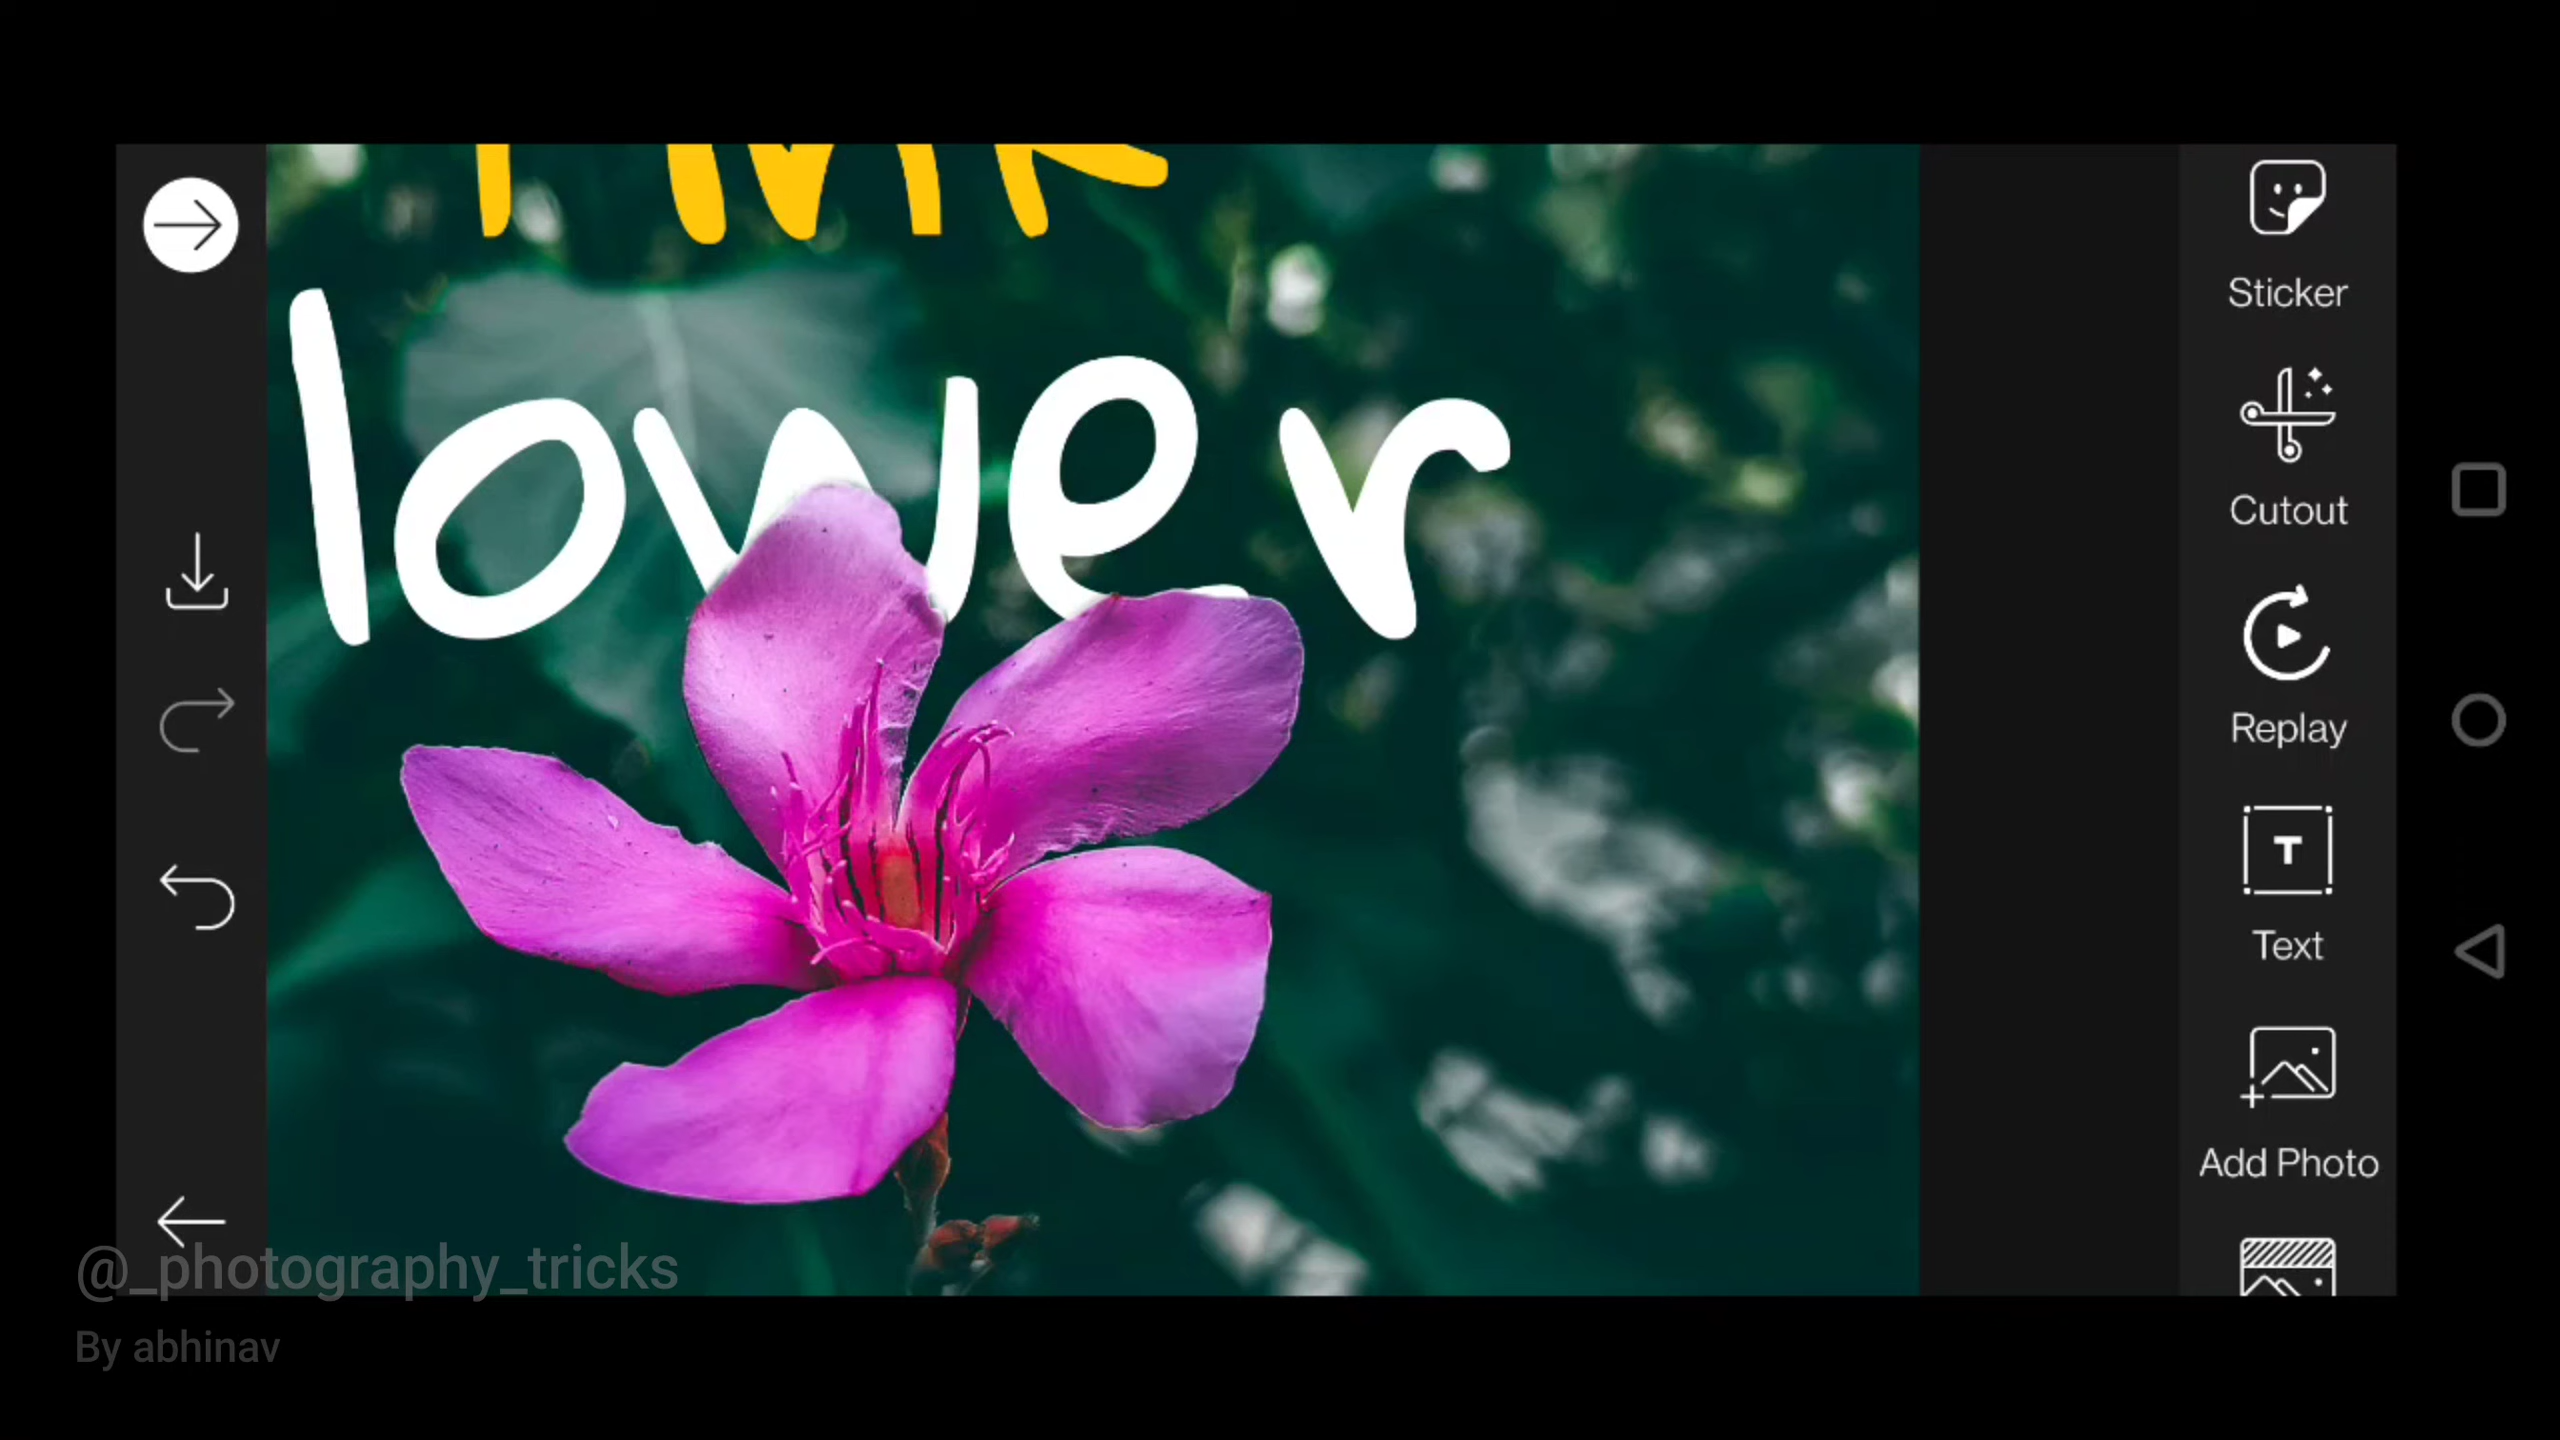 lower
Sticker
Cutout
Replay
T
Text
Add Photo
@_photography_tricks
By abhinav